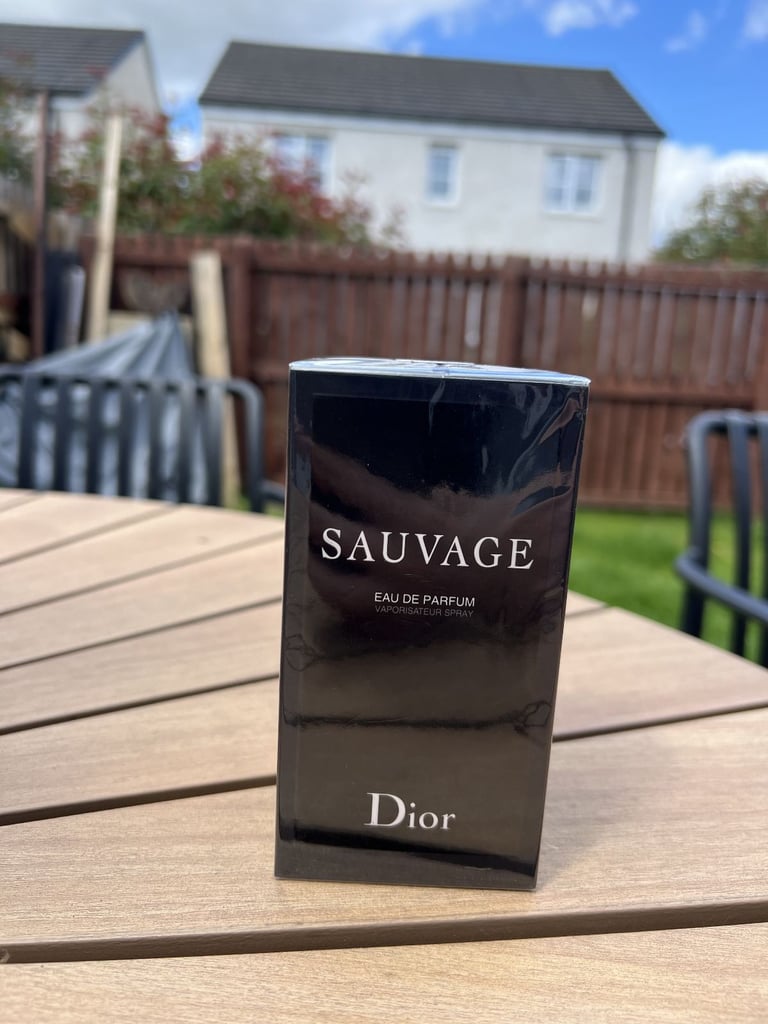 SAUVAGE
EAU DE PARFUM
VAPORISATEUR SPRAY
Dior